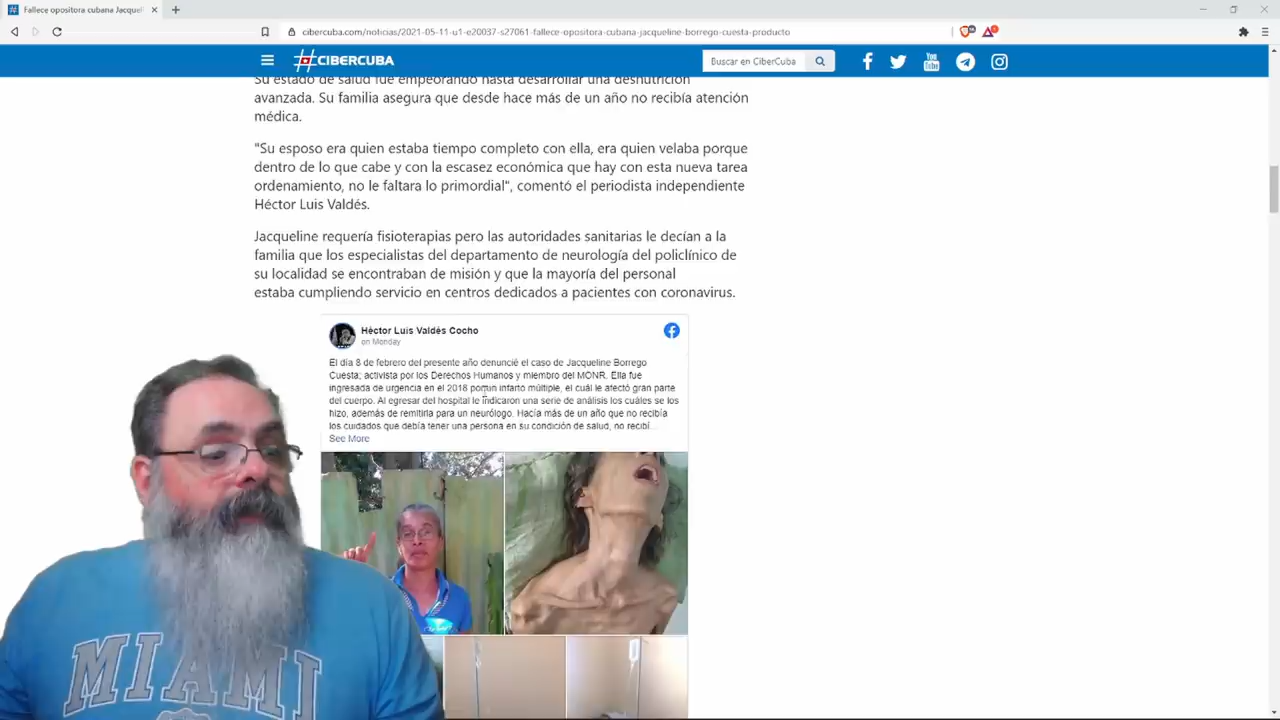 Fallece opositora cubana Jacquel
cibercuba.com/noticias/2021-05-11-u1-e20037-s27061-fallece-opositora-cubana-jacqueline-borrego-cuesta-producto
#CIBERCUBA
Buscar en CiberCuba
You
Tube
Su estado de salud fue empeorando hasta desarrollar una desnutrición
avanzada. Su familia asegura que desde hace más de un año no recibía atención
médica.
"Su esposo era quien estaba tiempo completo con ella, era quien velaba porque
dentro de lo que cabe y con la escasez económica que hay con esta nueva tarea
ordenamiento, no le faltara lo primordial", comentó el periodista independiente
Héctor Luis Valdés.
Jacqueline requería fisioterapias pero las autoridades sanitarias le decían a la
familia que los especialistas del departamento de neurología del policlínico de
su localidad se encontraban de misión y que la mayoría del personal
estaba cumpliendo servicio en centros dedicados a pacientes con coronavirus.
Héctor Luis Valdés Cocho
on Monday
El día 8 de febrero del presente año denuncié el caso de Jacqueline Borrego
Cuesta; activista por los Derechos Humanos y miembro del MONR. Ella fue
ingresada de urgencia en el 2018 por un infarto múltiple, el cuál le afectó gran parte
del cuerpo. Al egresar del hospital le indicaron una serie de análisis los cuáles se los
hizo, además de remitirla para un neurólogo. Hacía más de un año que no recibía
los cuidados que debía tener una persona en su condición de salud, no recibí...
See More
MIAMI